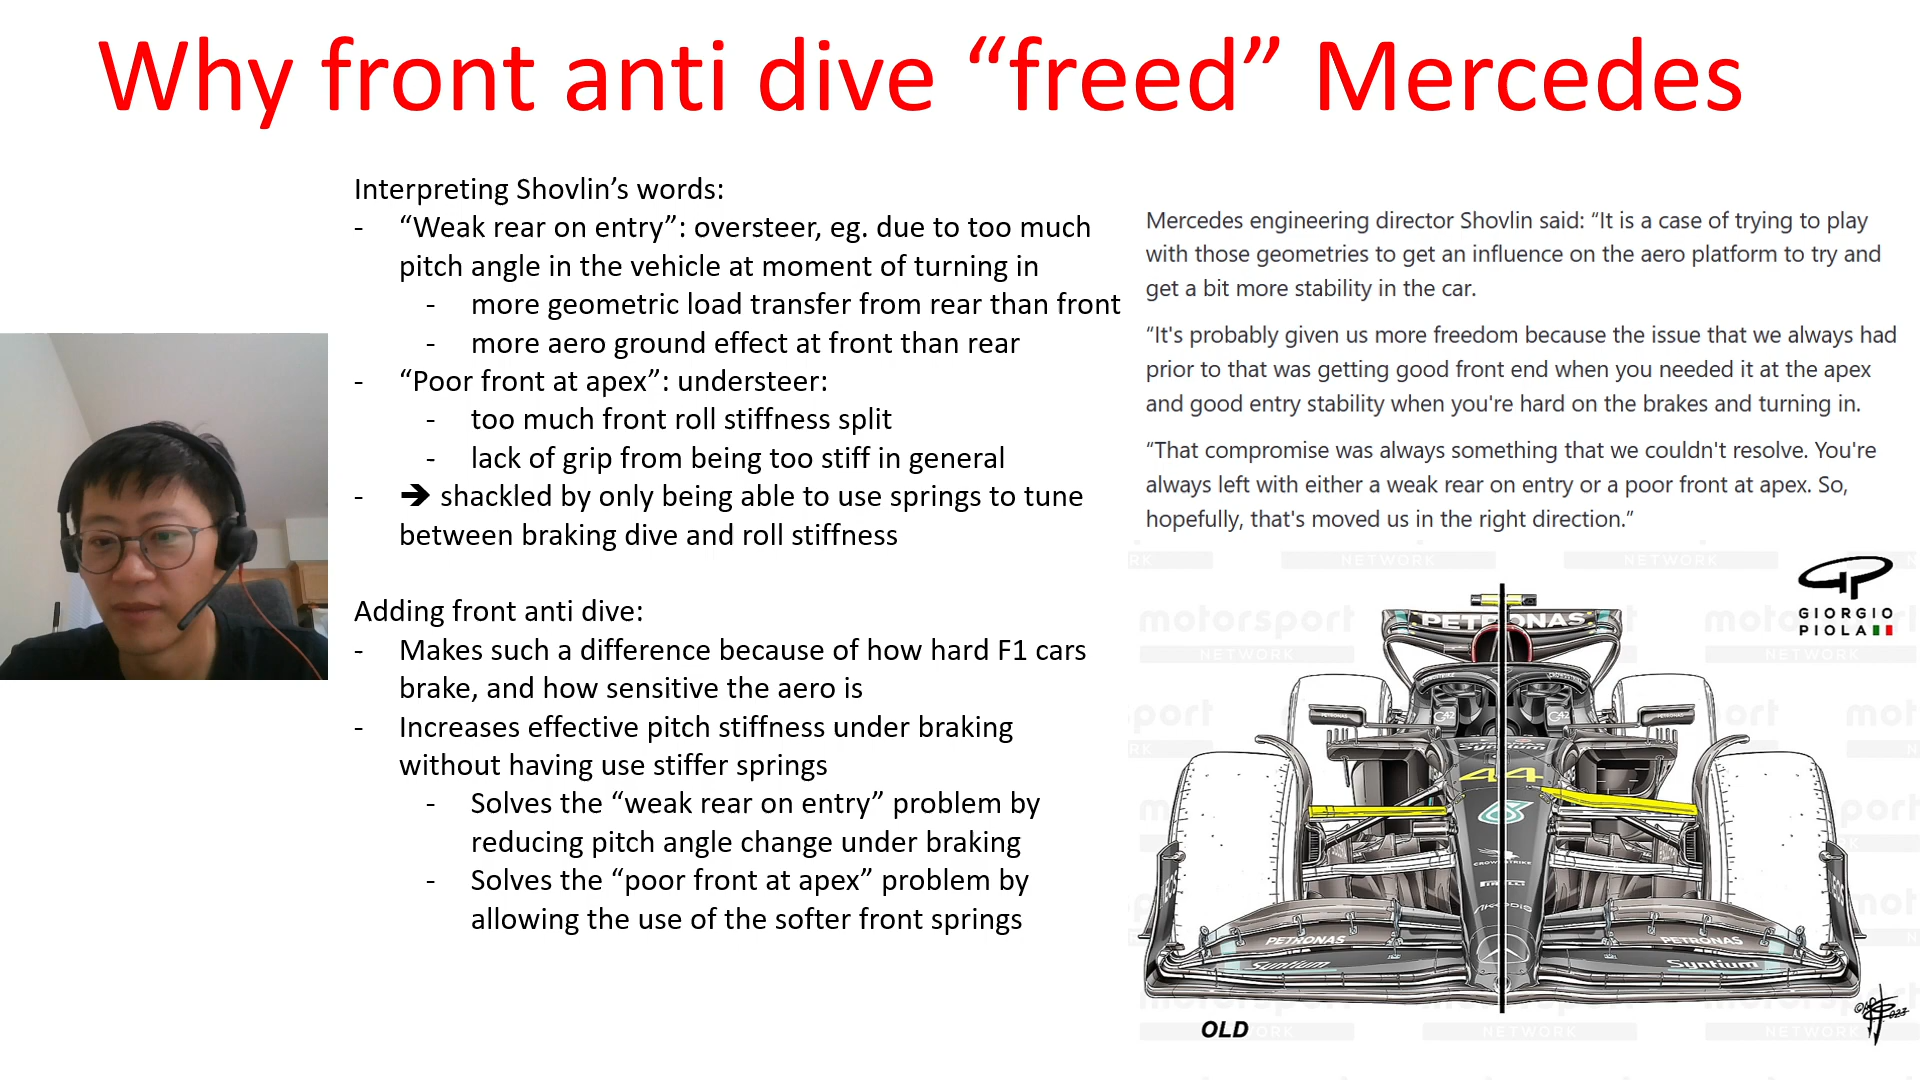 Why front anti dive “freed” Mercedes
Interpreting Shovlin’s words:
- “Weak rear on entry”: oversteer, eg. due to too much
pitch angle in the vehicle at moment of turning in
- more geometric load transfer from rear than front
- more aero ground effect at front than rear
- “Poor front at apex”: understeer:
- too much front roll stiffness split
- lack of grip from being too stiff in general
- ➔ shackled by only being able to use springs to tune
between braking dive and roll stiffness
Adding front anti dive:
- Makes such a difference because of how hard F1 cars
brake, and how sensitive the aero is
- Increases effective pitch stiffness under braking
without having use stiffer springs
- Solves the “weak rear on entry” problem by
reducing pitch angle change under braking
- Solves the “poor front at apex” problem by
allowing the use of the softer front springs
Mercedes engineering director Shovlin said: “It is a case of trying to play
with those geometries to get an influence on the aero platform to try and
get a bit more stability in the car.
“It's probably given us more freedom because the issue that we always had
prior to that was getting good front end when you needed it at the apex
and good entry stability when you're hard on the brakes and turning in.
“That compromise was always something that we couldn't resolve. You're
always left with either a weak rear on entry or a poor front at apex. So,
hopefully, that's moved us in the right direction.”
GIORGIO
PIOLA
motorsport
NETWORK
PETRONAS
44
CROWDSTRIKE
PIRELLI
PETRONAS
PETRONAS
Syntium
Syntium
OLD